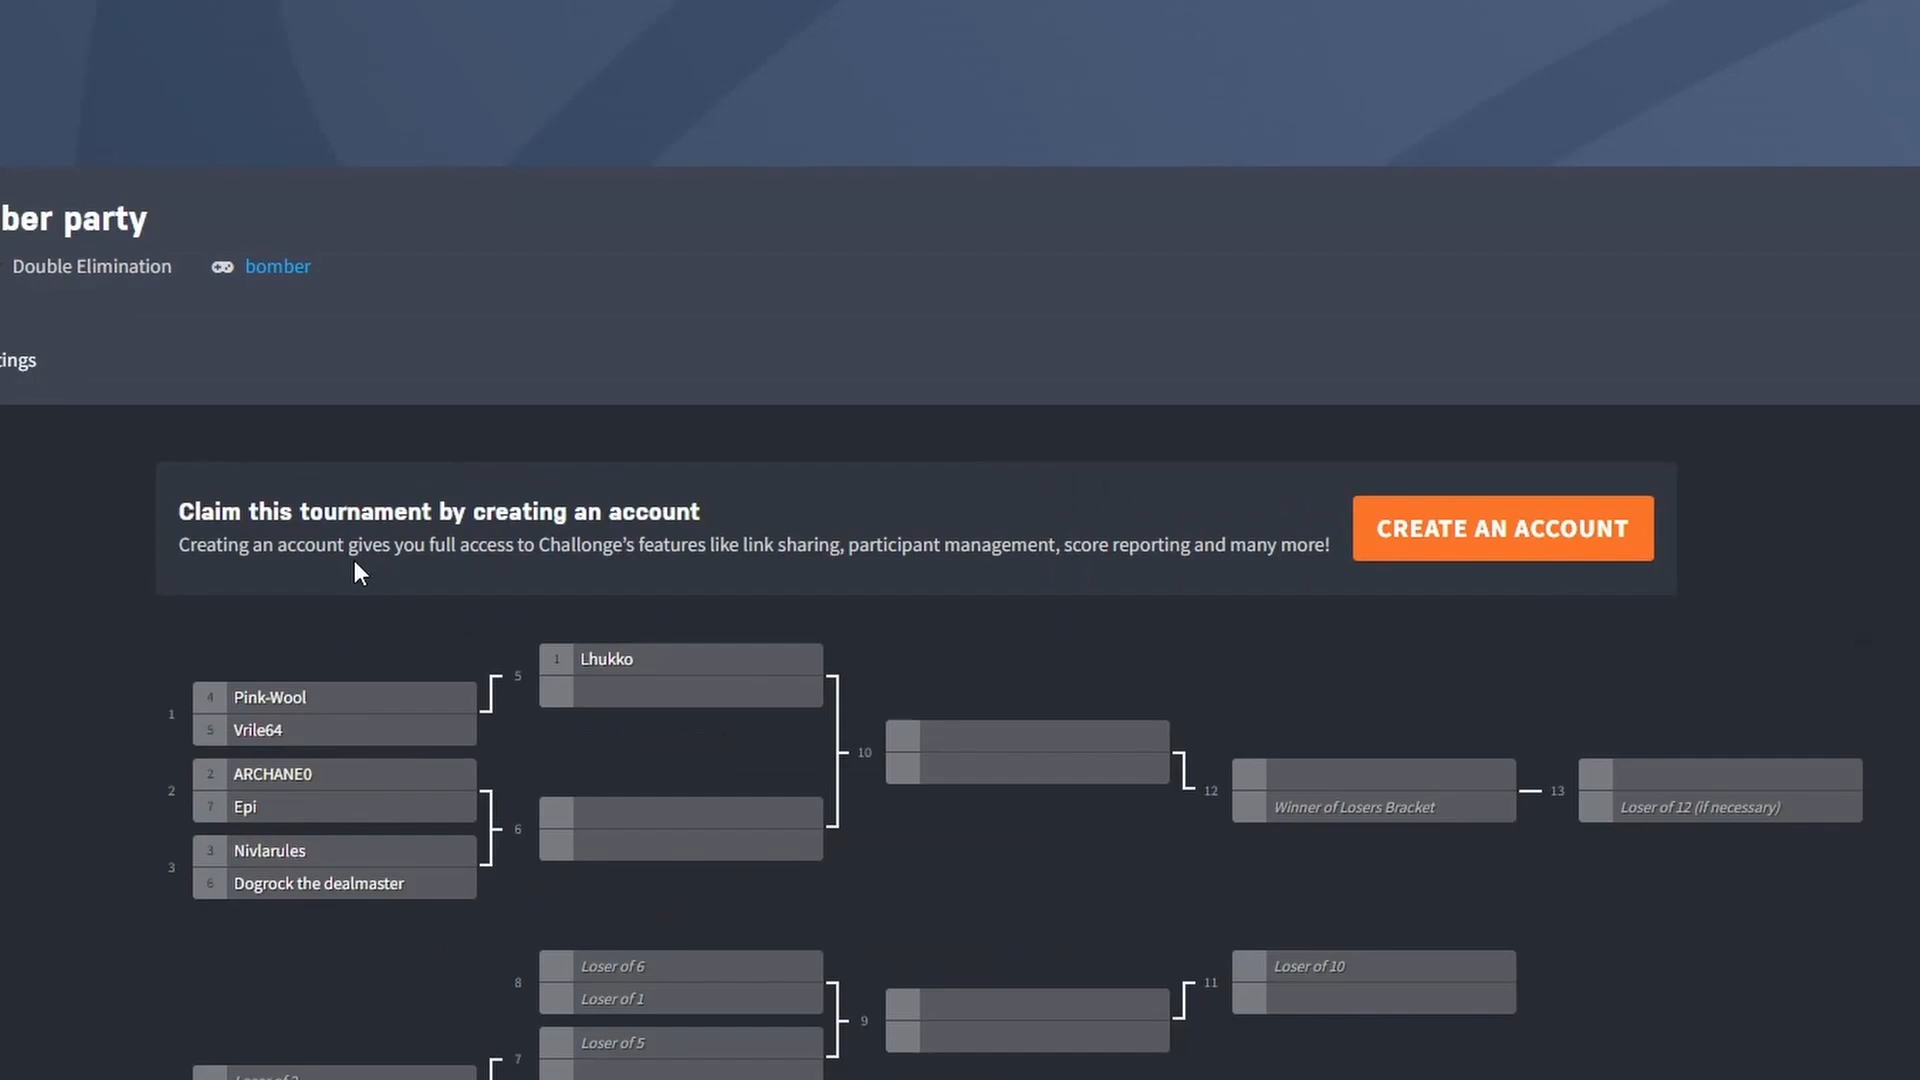 ber party
Double Elimination
bomber
tings
Claim this tournament by creating an account
Creating an account gives you full access to Challonge’s features like link sharing, participant management, score reporting and many more!
CREATE AN ACCOUNT
1
4 Pink-Wool
5 Vrile64
2
2 ARCHANE0
7 Epi
3
3 Nivlarules
6 Dogrock the dealmaster
5
1 Lhukko
6
10
12
Winner of Losers Bracket
13
Loser of 12 (if necessary)
8
Loser of 6
Loser of 1
7
Loser of 5
9
11
Loser of 10